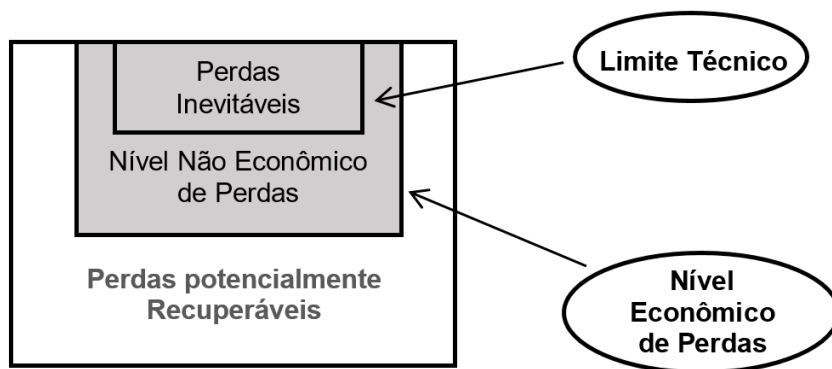 Perdas
Inevitáveis
Limite Técnico
Nível Não Econômico
de Perdas
Perdas potencialmente
Recuperáveis
Nível
Econômico
de Perdas